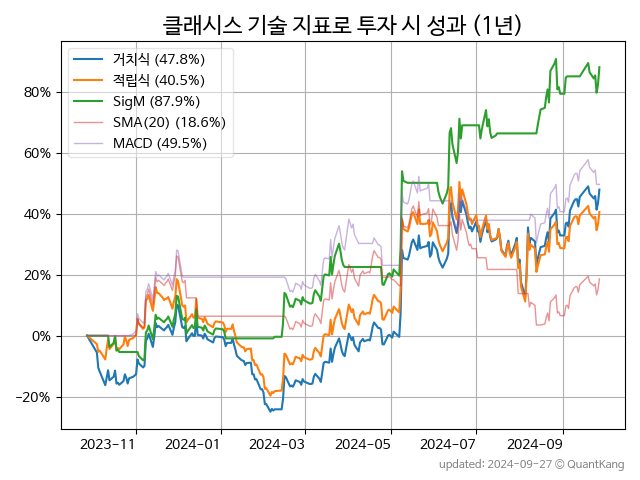 클래시스 기술 지표로 투자 시 성과 (1년)
거치식 (47.8%)
적립식 (40.5%)
SigM (87.9%)
SMA(20) (18.6%)
MACD (49.5%)
80%
60%
40%
20%
0%
−20%
2023-11 2024-01 2024-03 2024-05 2024-07 2024-09
updated: 2024-09-27 © QuantKang